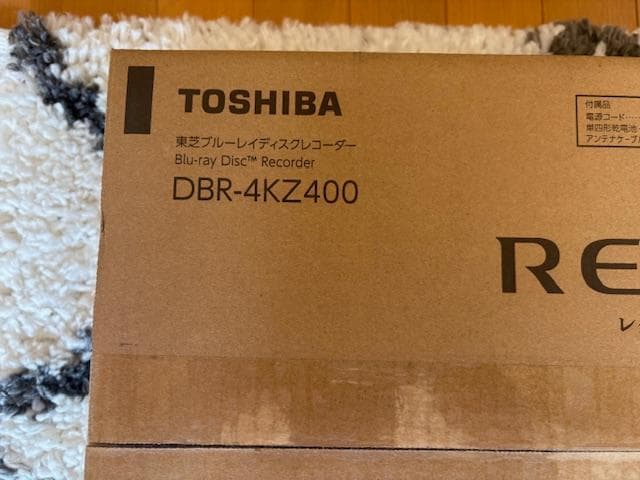 TOSHIBA
東芝ブルーレイディスクレコーダー
Blu-ray Disc™ Recorder
DBR-4KZ400
付属品
電源コード……
単四形乾電池
アンテナケーブル
RE
レ